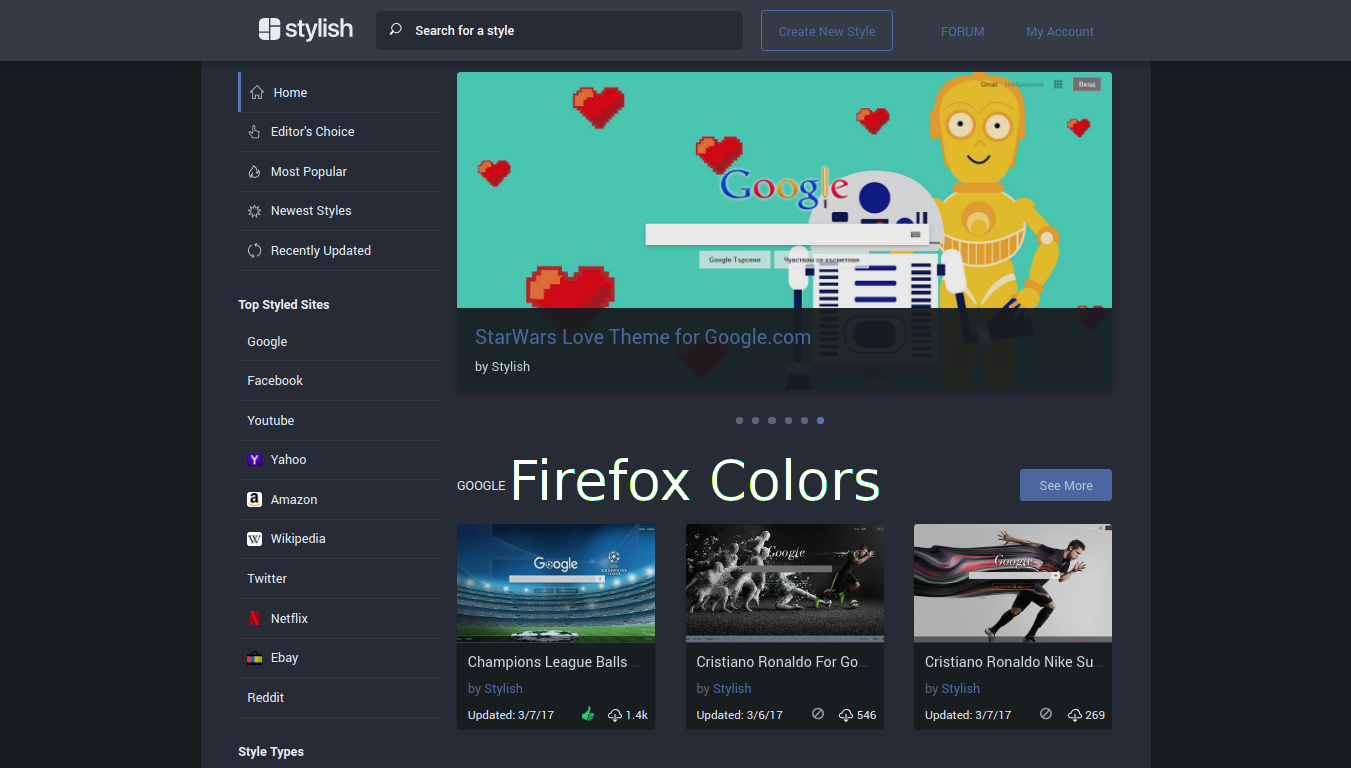 stylish
Search for a style
Create New Style
FORUM
My Account
Home
Editor's Choice
Most Popular
Newest Styles
Recently Updated
Top Styled Sites
Google
Facebook
Youtube
Yahoo
Amazon
Wikipedia
Twitter
Netflix
Ebay
Reddit
Style Types
Gmail Изображения Вход
Google
Google Търсене Чувствам се късметлия
StarWars Love Theme for Google.com
by Stylish
GOOGLE Firefox Colors
See More
Google
Champions League Balls ...
by Stylish
Updated: 3/7/17 1.4k
Google
Cristiano Ronaldo For Go...
by Stylish
Updated: 3/6/17 546
Google
Cristiano Ronaldo Nike Su...
by Stylish
Updated: 3/7/17 269